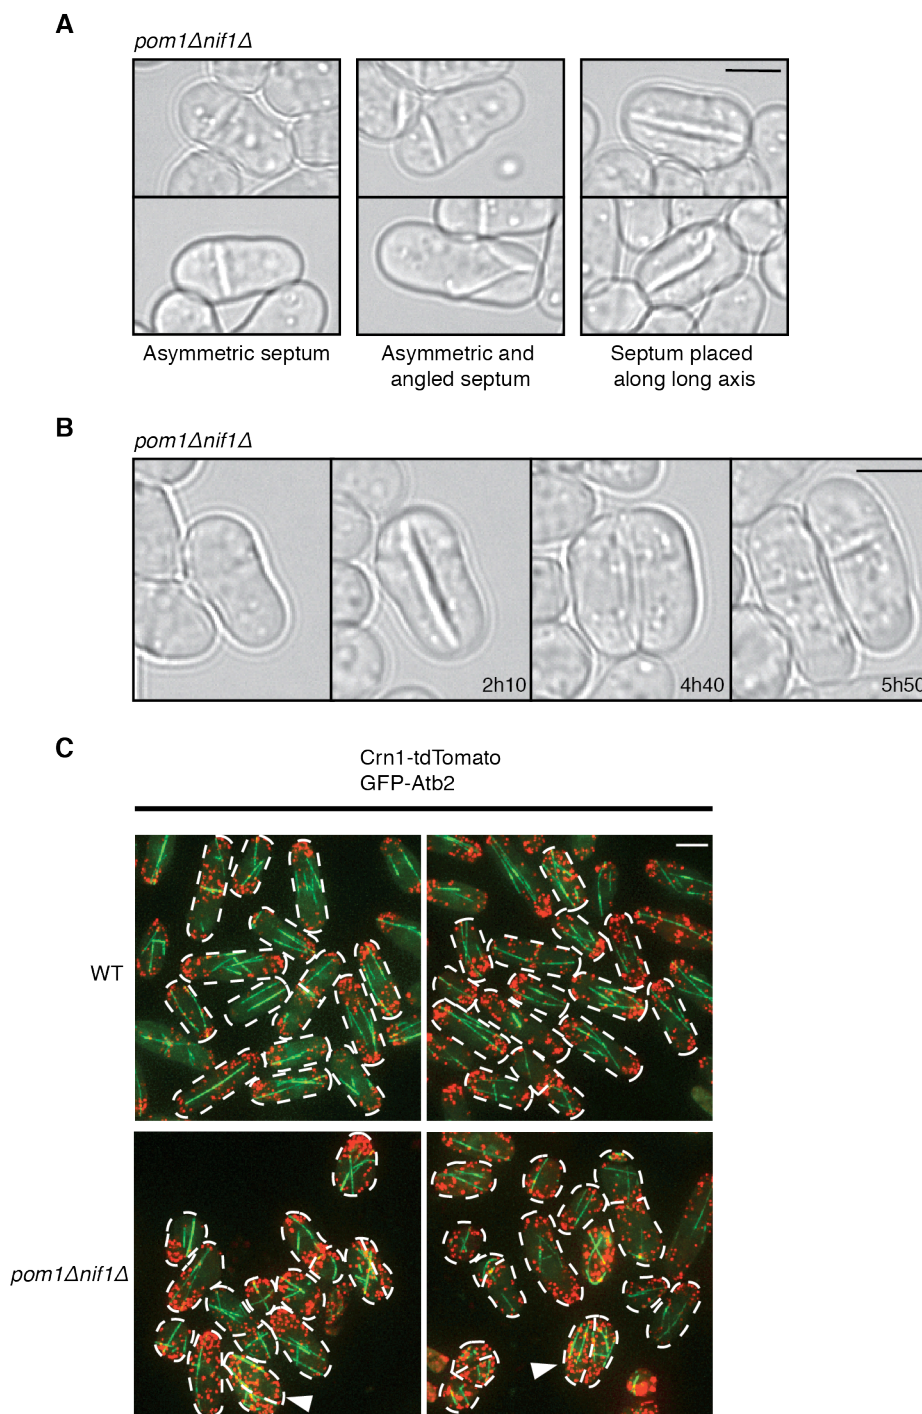 A
pom1Δnif1Δ
Asymmetric septum
Asymmetric and
angled septum
Septum placed
along long axis
B
pom1Δnif1Δ
2h10
4h40
5h50
C
Crn1-tdTomato
GFP-Atb2
WT
pom1Δnif1Δ